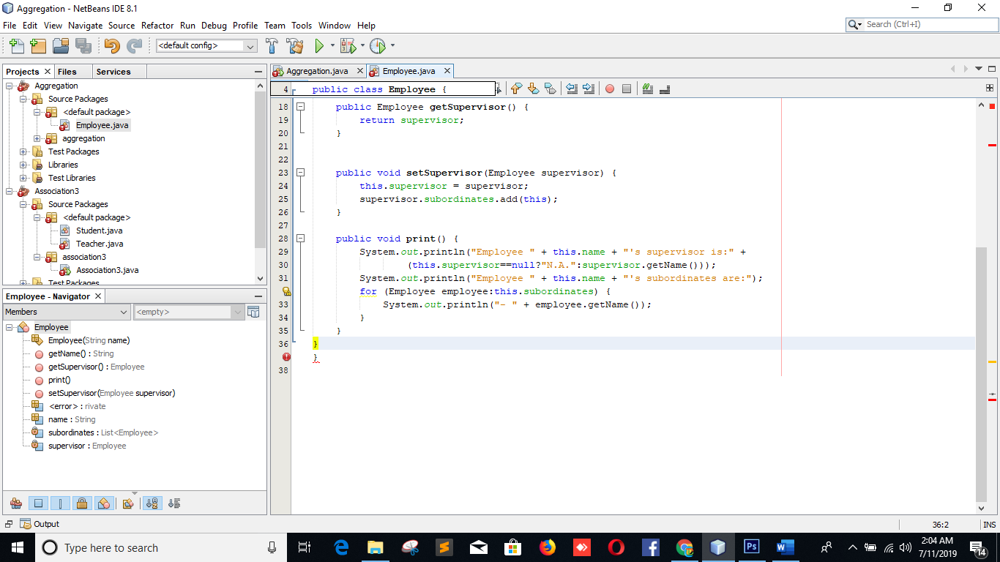 Aggregation - NetBeans IDE 8.1
File Edit View Navigate Source Refactor Run Debug Profile Team Tools Window Help
Search (Ctrl+I)
<default config>
Projects Files Services
Aggregation
Source Packages
<default package>
Employee.java
aggregation
Test Packages
Libraries
Test Libraries
Association3
Source Packages
<default package>
Student.java
Teacher.java
association3
Association3.java
Test Packages
Employee - Navigator
Members <empty>
Employee
Employee(String name)
getName() : String
getSupervisor() : Employee
print()
setSupervisor(Employee supervisor)
<error> : rivate
name : String
subordinates : List<Employee>
supervisor : Employee
Aggregation.java Employee.java
4 public class Employee {
18 public Employee getSupervisor() {
19 return supervisor;
20 }
21
22
23 public void setSupervisor(Employee supervisor) {
24 this.supervisor = supervisor;
25 supervisor.subordinates.add(this);
26 }
27
28 public void print() {
29 System.out.println("Employee " + this.name + "'s supervisor is:" +
30 (this.supervisor==null?"N.A.":supervisor.getName()));
31 System.out.println("Employee " + this.name + "'s subordinates are:");
for (Employee employee:this.subordinates) {
33 System.out.println("- " + employee.getName());
34 }
35 }
36 }
}
38
Output
36:2 INS
Type here to search
Ps
2:04 AM
7/11/2019
14